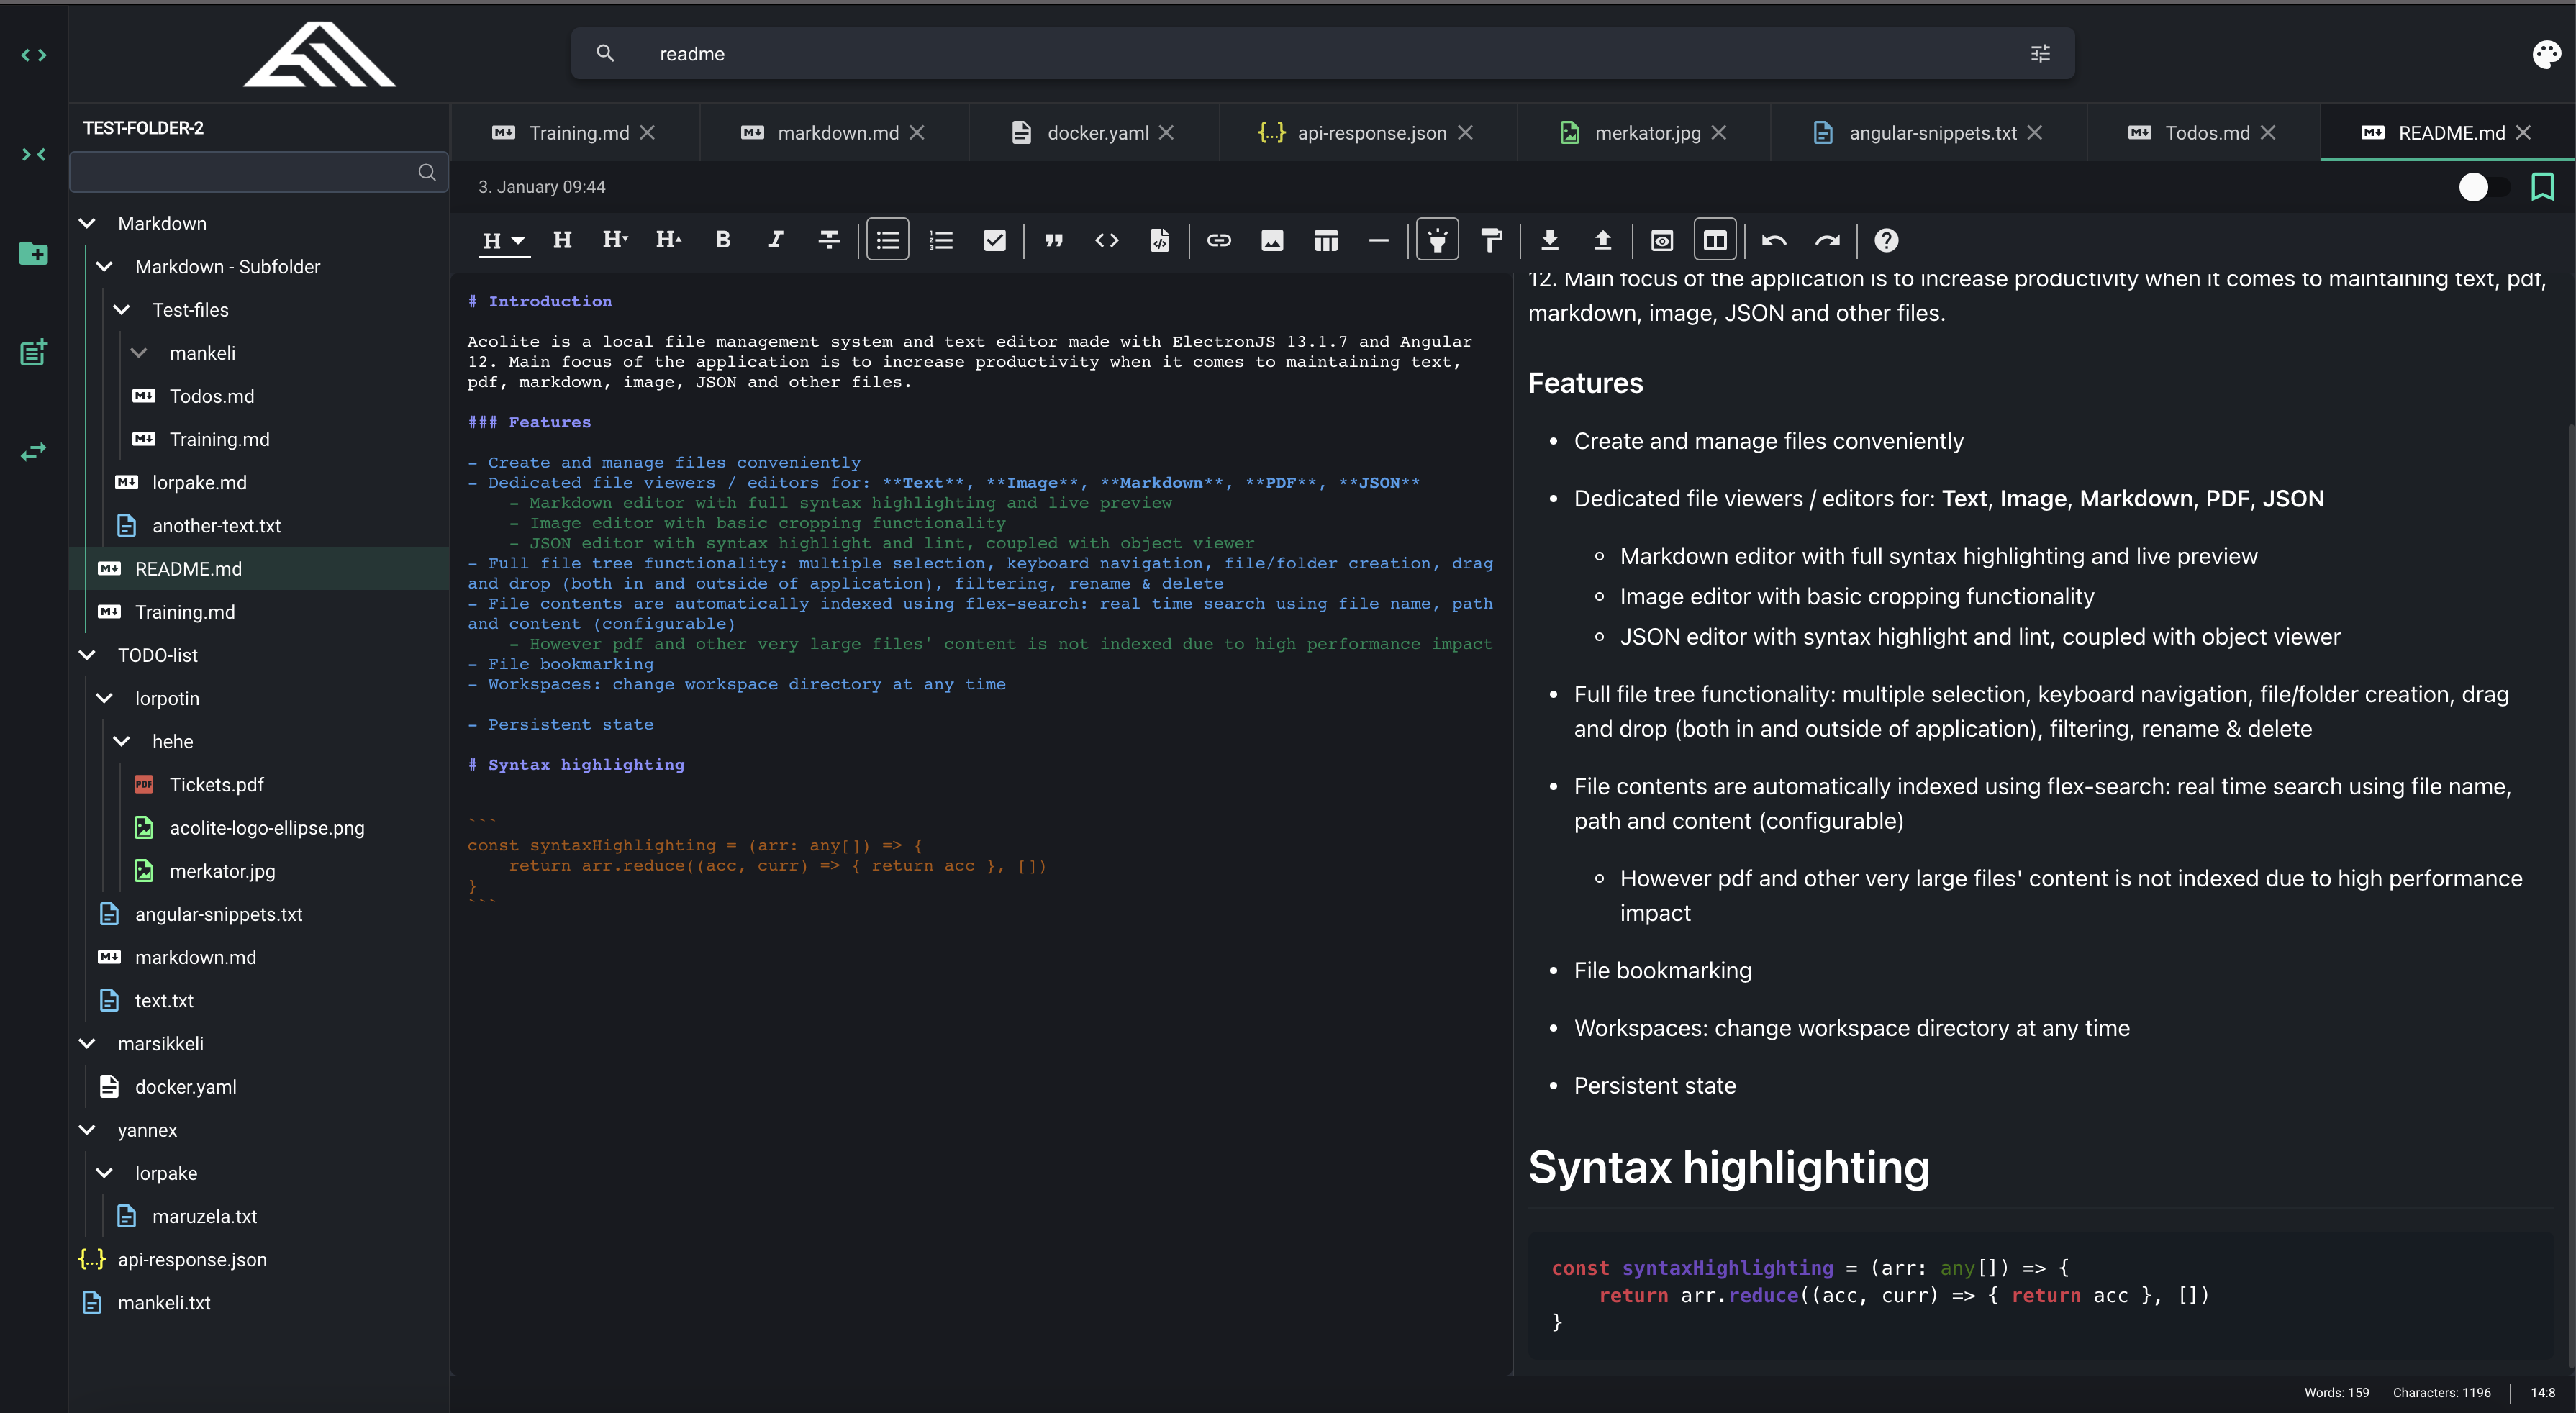 readme
TEST-FOLDER-2
Training.md
markdown.md
docker.yaml
{...} api-response.json
merkator.jpg
angular-snippets.txt
Todos.md
README.md
3. January 09:44
Markdown
Markdown - Subfolder
Test-files
mankeli
Todos.md
Training.md
lorpake.md
another-text.txt
README.md
Training.md
TODO-list
lorpotin
hehe
PDF Tickets.pdf
acolite-logo-ellipse.png
merkator.jpg
angular-snippets.txt
markdown.md
text.txt
marsikkeli
docker.yaml
yannex
lorpake
maruzela.txt
{...} api-response.json
mankeli.txt
H H H H B I S
# Introduction
Acolite is a local file management system and text editor made with ElectronJS 13.1.7 and Angular
12. Main focus of the application is to increase productivity when it comes to maintaining text,
pdf, markdown, image, JSON and other files.
### Features
- Create and manage files conveniently
- Dedicated file viewers / editors for: **Text**, **Image**, **Markdown**, **PDF**, **JSON**
    - Markdown editor with full syntax highlighting and live preview
    - Image editor with basic cropping functionality
    - JSON editor with syntax highlight and lint, coupled with object viewer
- Full file tree functionality: multiple selection, keyboard navigation, file/folder creation, drag
and drop (both in and outside of application), filtering, rename & delete
- File contents are automatically indexed using flex-search: real time search using file name, path
and content (configurable)
    - However pdf and other very large files' content is not indexed due to high performance impact
- File bookmarking
- Workspaces: change workspace directory at any time
- Persistent state
# Syntax highlighting
```
const syntaxHighlighting = (arr: any[]) => {
    return arr.reduce((acc, curr) => { return acc }, [])
}
```
12. Main focus of the application is to increase productivity when it comes to maintaining text, pdf,
markdown, image, JSON and other files.
Features
• Create and manage files conveniently
• Dedicated file viewers / editors for: Text, Image, Markdown, PDF, JSON
◦ Markdown editor with full syntax highlighting and live preview
◦ Image editor with basic cropping functionality
◦ JSON editor with syntax highlight and lint, coupled with object viewer
• Full file tree functionality: multiple selection, keyboard navigation, file/folder creation, drag
and drop (both in and outside of application), filtering, rename & delete
• File contents are automatically indexed using flex-search: real time search using file name,
path and content (configurable)
◦ However pdf and other very large files' content is not indexed due to high performance
impact
• File bookmarking
• Workspaces: change workspace directory at any time
• Persistent state
Syntax highlighting
const syntaxHighlighting = (arr: any[]) => {
    return arr.reduce((acc, curr) => { return acc }, [])
}
Words: 159 Characters: 1196 | 14:8